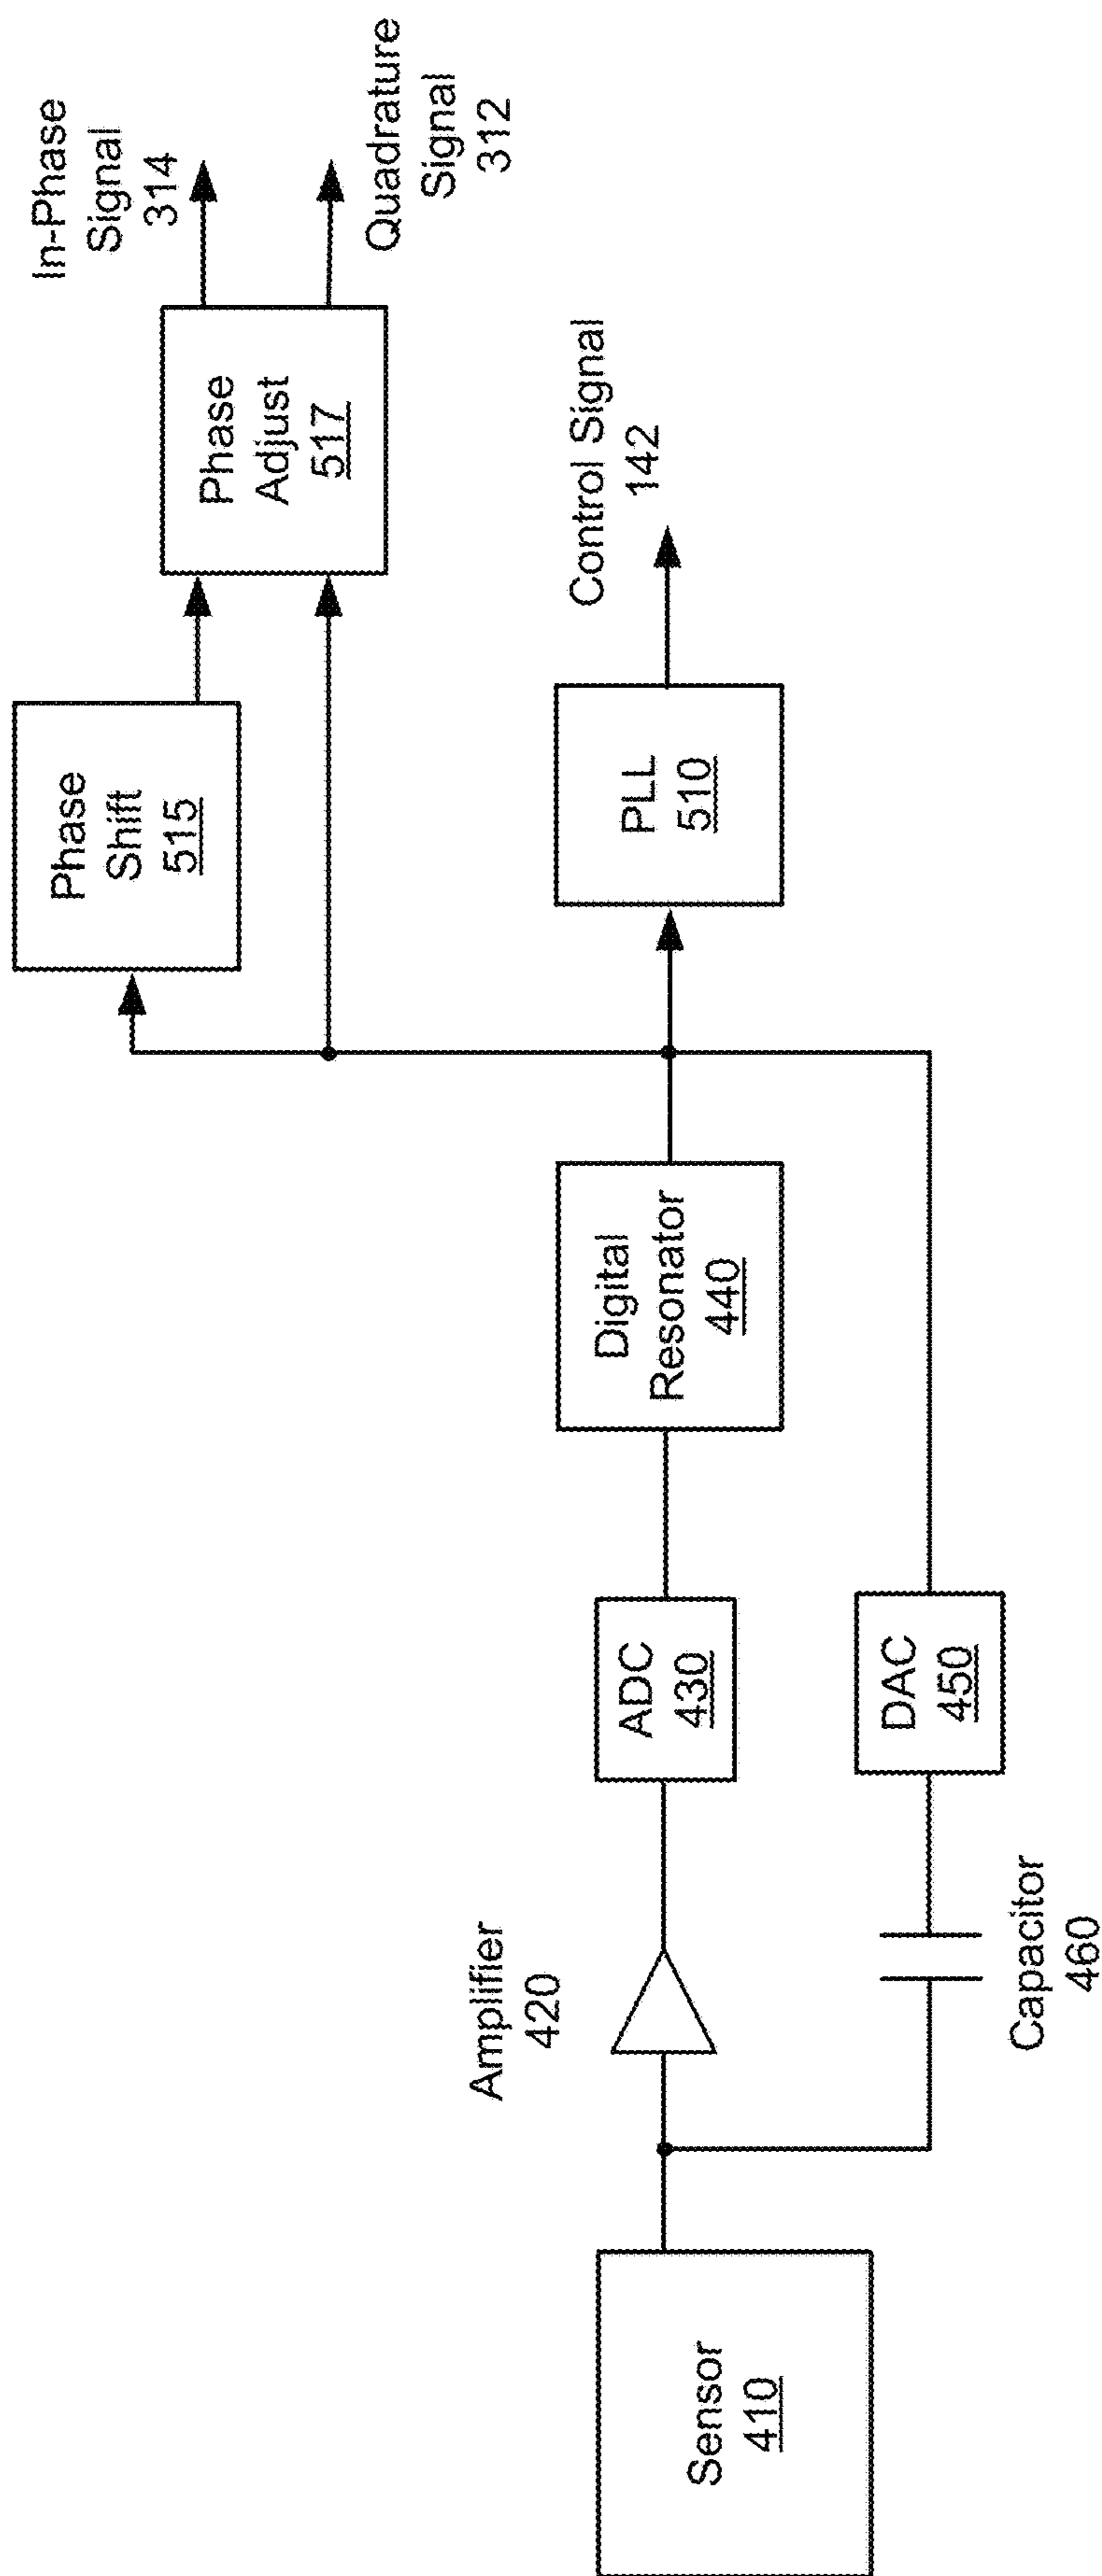 In-Phase
Signal
314
Quadrature
Signal
312
Phase
Shift
515
Phase
Adjust
517
Control Signal
142
PLL
510
Digital
Resonator
440
Amplifier
420
ADC
430
DAC
450
Capacitor
460
Sensor
410